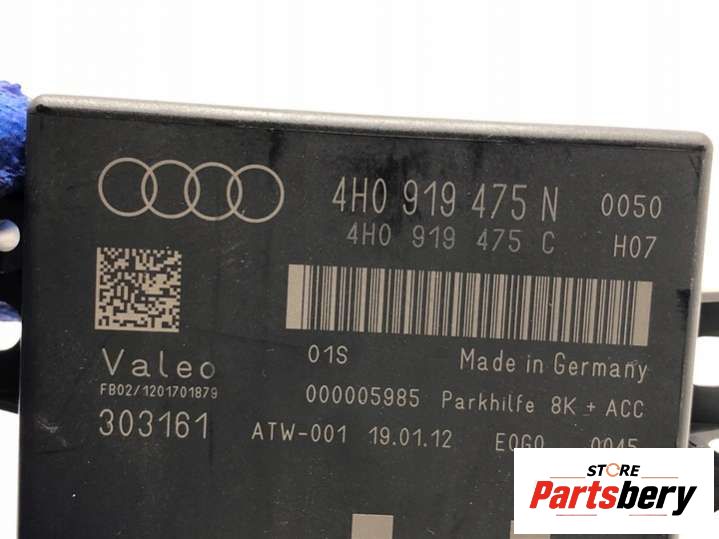 4H0 919 475 N 0050
4H0 919 475 C H07
01S Made in Germany
Valeo
FB02/1201701879
000005985 Parkhilfe 8K + ACC
303161
ATW-001 19.01.12 EOGO 0045
STORE
Partsbery